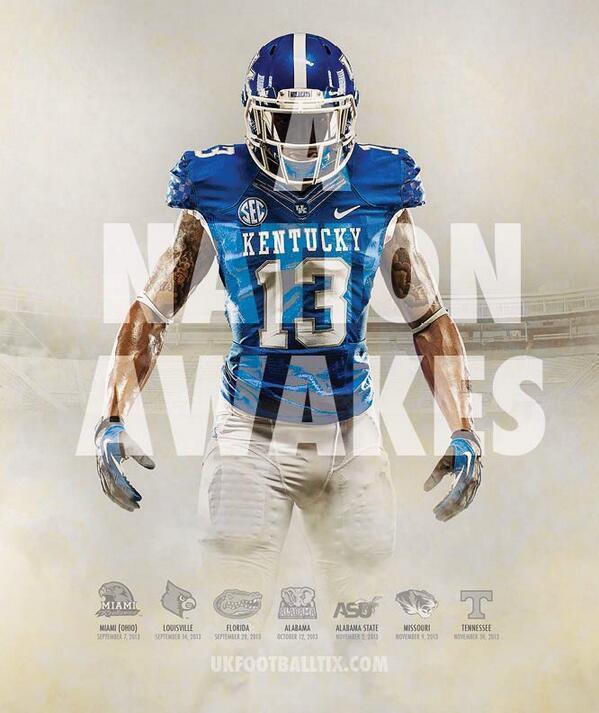 WILDCATS
13
SEC
UK
KENTUCKY
13
A
NATION
AWAKES
MIAMI
ALABAMA
ASU
T
MIAMI (OHIO)
LOUISVILLE
FLORIDA
ALABAMA
ALABAMA STATE
MISSOURI
TENNESSEE
SEPTEMBER 7, 2013
SEPTEMBER 14, 2013
SEPTEMBER 28, 2013
OCTOBER 12, 2013
NOVEMBER 2, 2013
NOVEMBER 9, 2013
NOVEMBER 30, 2013
UKFOOTBALLTIX.COM